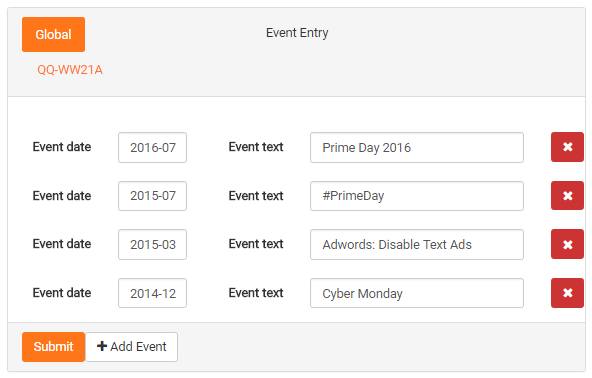 Global
Event Entry
QQ-WW21A
Event date 2016-07 Event text Prime Day 2016
Event date 2015-07 Event text #PrimeDay
Event date 2015-03 Event text Adwords: Disable Text Ads
Event date 2014-12 Event text Cyber Monday
Submit Add Event